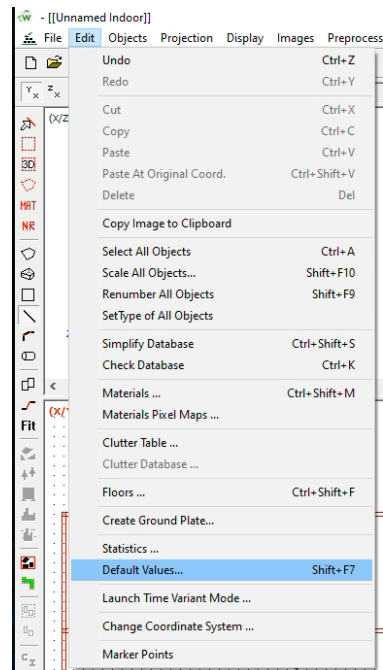 - [[Unnamed Indoor]]
File Edit Objects Projection Display Images Preprocess
Undo Ctrl+Z
Redo Ctrl+Y
Cut Ctrl+X
Copy Ctrl+C
Paste Ctrl+V
Paste At Original Coord. Ctrl+Shift+V
Delete Del
Copy Image to Clipboard
Select All Objects Ctrl+A
Scale All Objects... Shift+F10
Renumber All Objects Shift+F9
SetType of All Objects
Simplify Database Ctrl+Shift+S
Check Database Ctrl+K
Materials ... Ctrl+Shift+M
Materials Pixel Maps ...
Clutter Table ...
Clutter Database ...
Floors ... Ctrl+Shift+F
Create Ground Plate...
Statistics ...
Default Values... Shift+F7
Launch Time Variant Mode ...
Change Coordinate System ...
Marker Points
Y X
Z X
(X/Z
3D
MAT
NR
(X/Y
Fit
C X